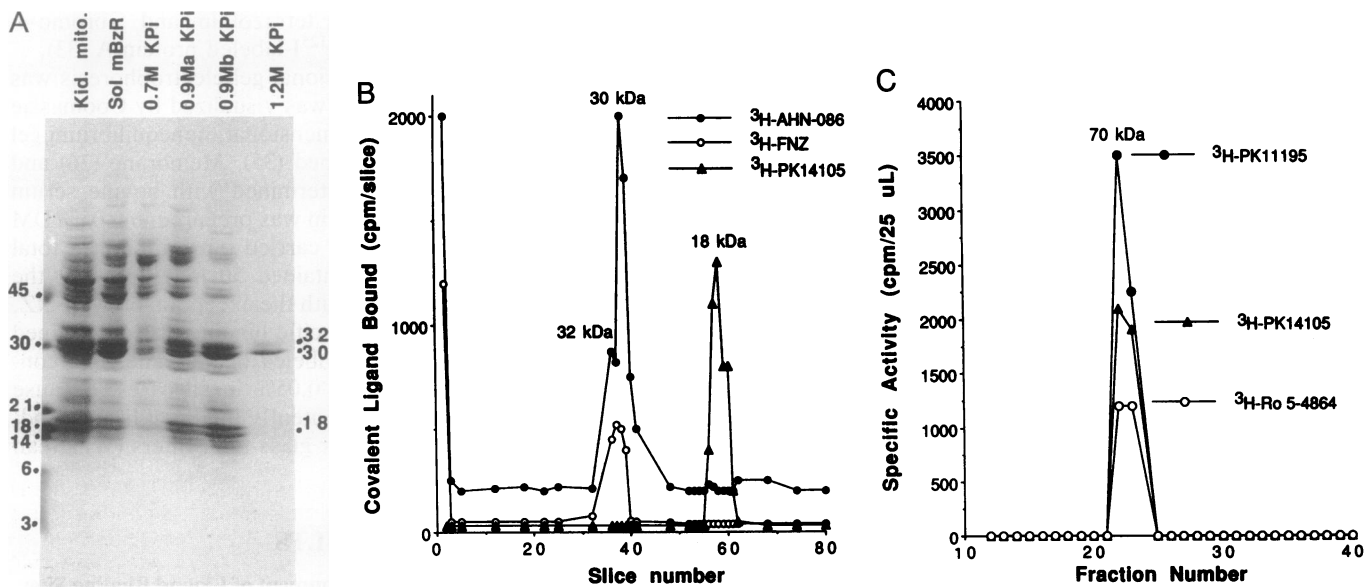 A
Kid. mito.
Sol mBzR
0.7M KPi
0.9Ma KPi
0.9Mb KPi
1.2M KPi
45
30
21
18
14
6
3
32
30
18
B
30 kDa
32 kDa
18 kDa
³H-AHN-086
³H-FNZ
³H-PK14105
Covalent Ligand Bound (cpm/slice)
2000
1000
0
0 20 40 60 80
Slice number
C
70 kDa
³H-PK11195
³H-PK14105
³H-Ro 5-4864
Specific Activity (cpm/25 uL)
4000
3500
3000
2500
2000
1500
1000
500
0
10 20 30 40
Fraction Number